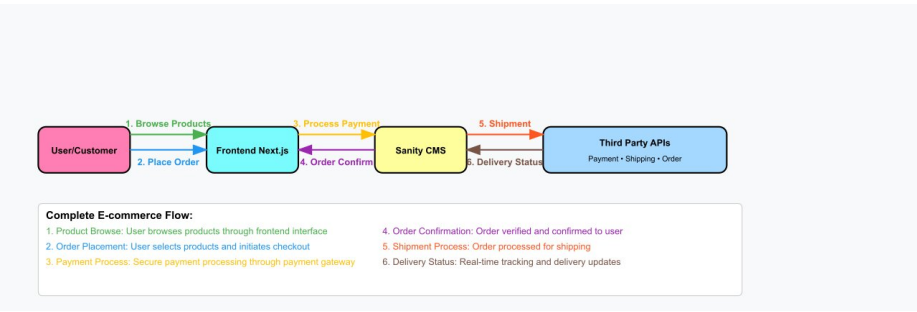 1. Browse Products
3. Process Payment
5. Shipment
User/Customer
Frontend Next.js
Sanity CMS
Third Party APIs
Payment • Shipping • Order
2. Place Order
4. Order Confirm
6. Delivery Status
Complete E-commerce Flow:
1. Product Browse: User browses products through frontend interface
2. Order Placement: User selects products and initiates checkout
3. Payment Process: Secure payment processing through payment gateway
4. Order Confirmation: Order verified and confirmed to user
5. Shipment Process: Order processed for shipping
6. Delivery Status: Real-time tracking and delivery updates